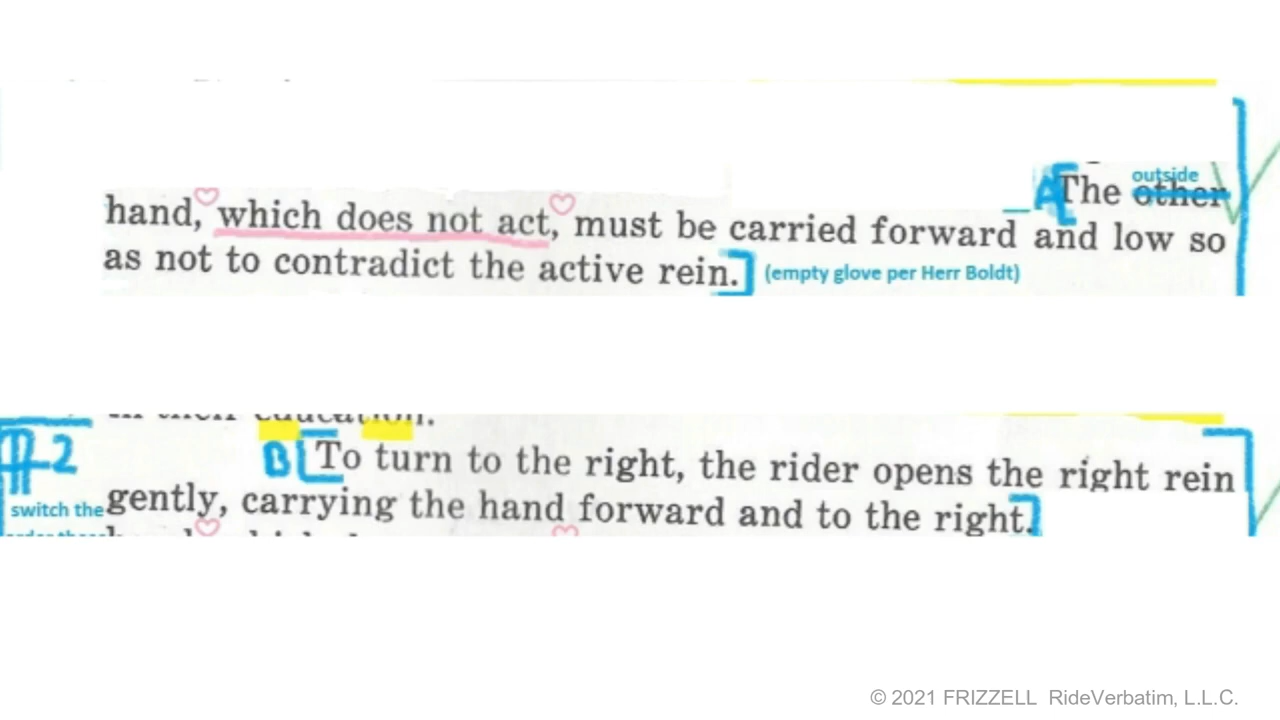 outside
A[The other
hand, which does not act, must be carried forward and low so
as not to contradict the active rein.] (empty glove per Herr Boldt)
education.
#2 B[To turn to the right, the rider opens the right rein
switch the gently, carrying the hand forward and to the right.]
© 2021 FRIZZELL RideVerbatim, L.L.C.